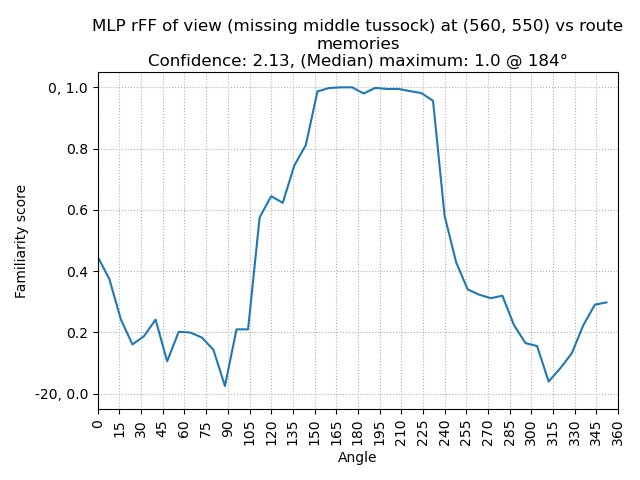 MLP rFF of view (missing middle tussock) at (560, 550) vs route
memories
Confidence: 2.13, (Median) maximum: 1.0 @ 184°
0, 1.0
0.8
0.6
0.4
0.2
-20, 0.0
Familiarity score
0 15 30 45 60 75 90 105 120 135 150 165 180 195 210 225 240 255 270 285 300 315 330 345 360
Angle